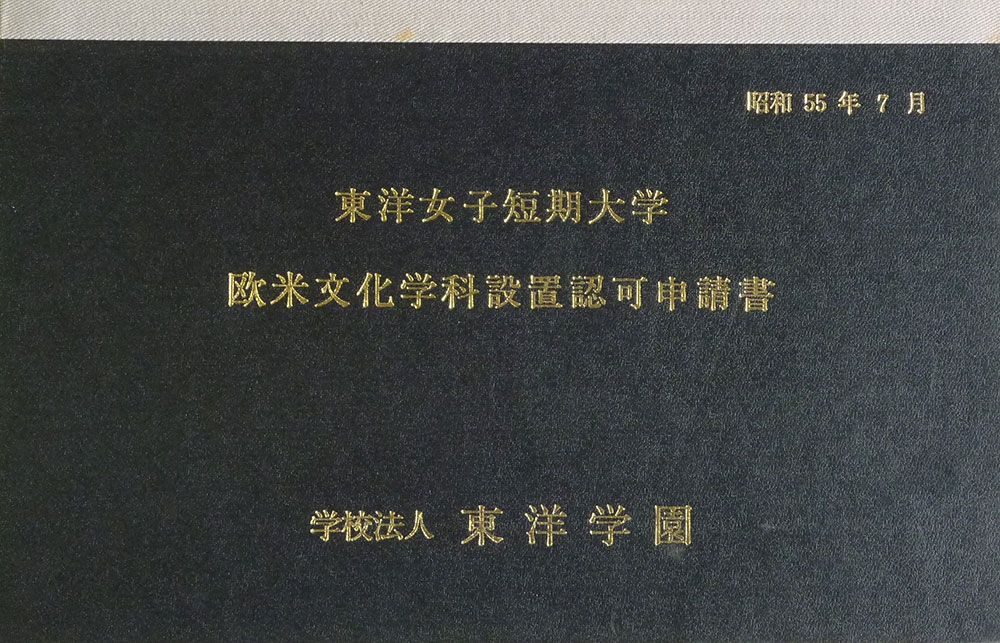 昭和 55 年 7 月
東洋女子短期大学
欧米文化学科設置認可申請書
学校法人 東洋学園